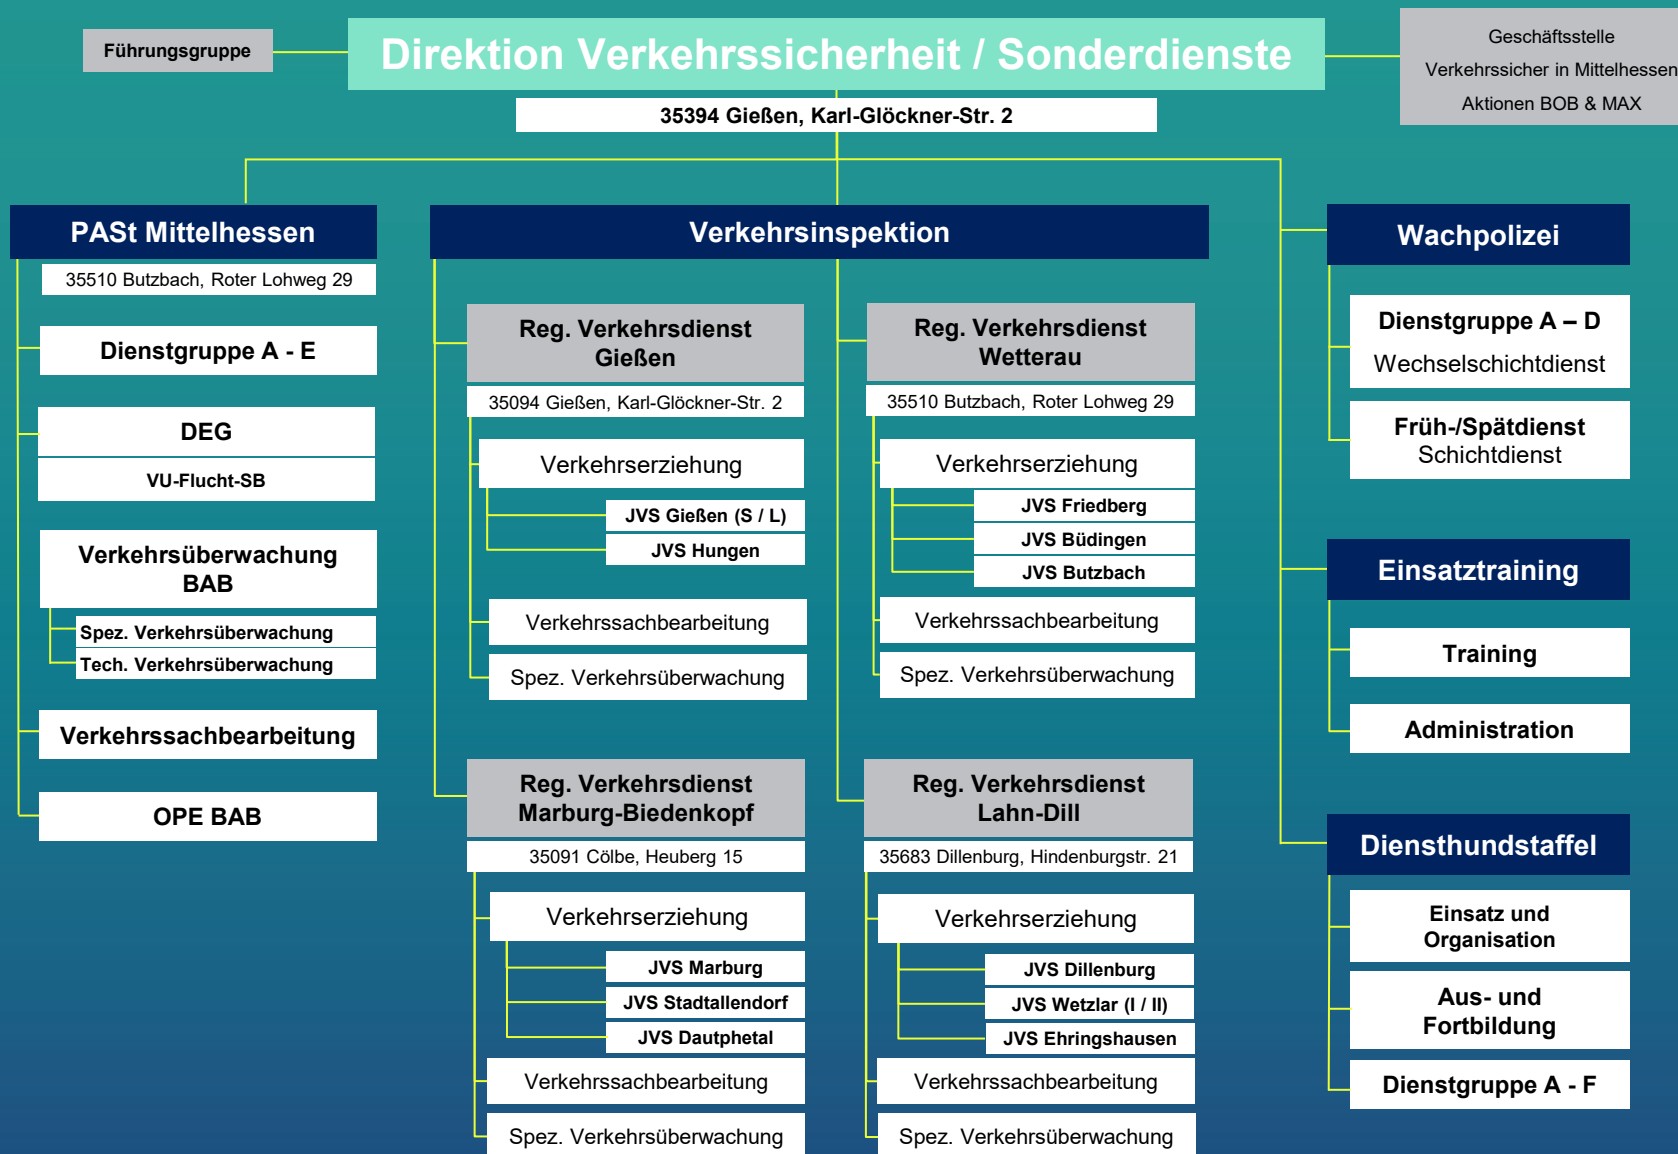 Führungsgruppe
Direktion Verkehrssicherheit / Sonderdienste
35394 Gießen, Karl-Glöckner-Str. 2
Geschäftsstelle
Verkehrssicher in Mittelhessen
Aktionen BOB & MAX
PASt Mittelhessen
35510 Butzbach, Roter Lohweg 29
Dienstgruppe A - E
DEG
VU-Flucht-SB
Verkehrsüberwachung
BAB
Spez. Verkehrsüberwachung
Tech. Verkehrsüberwachung
Verkehrssachbearbeitung
OPE BAB
Verkehrsinspektion
Reg. Verkehrsdienst
Gießen
35094 Gießen, Karl-Glöckner-Str. 2
Verkehrserziehung
JVS Gießen (S / L)
JVS Hungen
Verkehrssachbearbeitung
Spez. Verkehrsüberwachung
Reg. Verkehrsdienst
Wetterau
35510 Butzbach, Roter Lohweg 29
Verkehrserziehung
JVS Friedberg
JVS Büdingen
JVS Butzbach
Verkehrssachbearbeitung
Spez. Verkehrsüberwachung
Reg. Verkehrsdienst
Marburg-Biedenkopf
35091 Cölbe, Heuberg 15
Verkehrserziehung
JVS Marburg
JVS Stadtallendorf
JVS Dautphetal
Verkehrssachbearbeitung
Spez. Verkehrsüberwachung
Reg. Verkehrsdienst
Lahn-Dill
35683 Dillenburg, Hindenburgstr. 21
Verkehrserziehung
JVS Dillenburg
JVS Wetzlar (I / II)
JVS Ehringshausen
Verkehrssachbearbeitung
Spez. Verkehrsüberwachung
Wachpolizei
Dienstgruppe A – D
Wechselschichtdienst
Früh-/Spätdienst
Schichtdienst
Einsatztraining
Training
Administration
Diensthundstaffel
Einsatz und
Organisation
Aus- und
Fortbildung
Dienstgruppe A - F